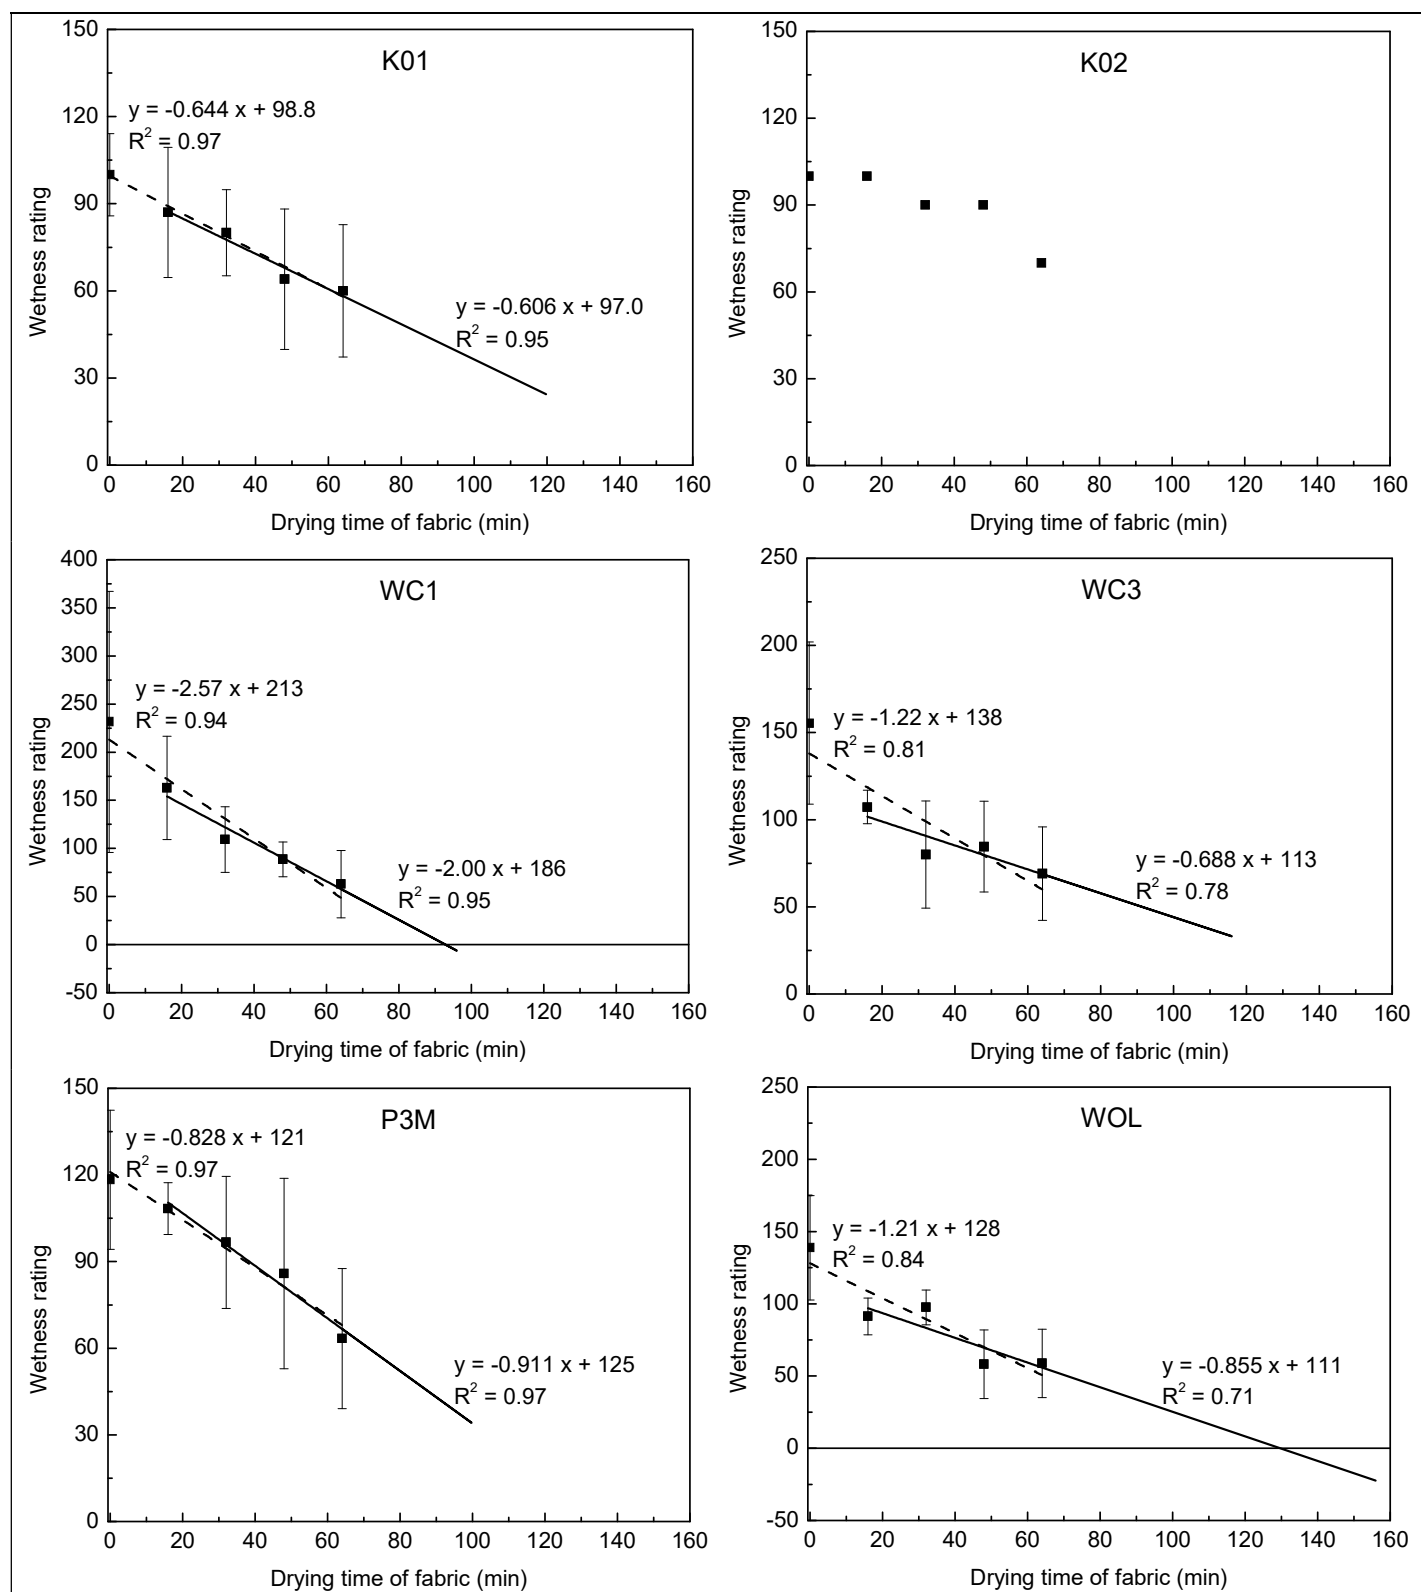 K01
150
120
90
60
30
0
Wetness rating
y = -0.644 x + 98.8
R² = 0.97
y = -0.606 x + 97.0
R² = 0.95
0 20 40 60 80 100 120 140 160
Drying time of fabric (min)
K02
150
120
90
60
30
0
Wetness rating
0 20 40 60 80 100 120 140 160
Drying time of fabric (min)
WC1
400
350
300
250
200
150
100
50
0
-50
Wetness rating
y = -2.57 x + 213
R² = 0.94
y = -2.00 x + 186
R² = 0.95
0 20 40 60 80 100 120 140 160
Drying time of fabric (min)
WC3
250
200
150
100
50
0
Wetness rating
y = -1.22 x + 138
R² = 0.81
y = -0.688 x + 113
R² = 0.78
0 20 40 60 80 100 120 140 160
Drying time of fabric (min)
P3M
150
120
90
60
30
0
Wetness rating
y = -0.828 x + 121
R² = 0.97
y = -0.911 x + 125
R² = 0.97
0 20 40 60 80 100 120 140 160
Drying time of fabric (min)
WOL
250
200
150
100
50
0
-50
Wetness rating
y = -1.21 x + 128
R² = 0.84
y = -0.855 x + 111
R² = 0.71
0 20 40 60 80 100 120 140 160
Drying time of fabric (min)